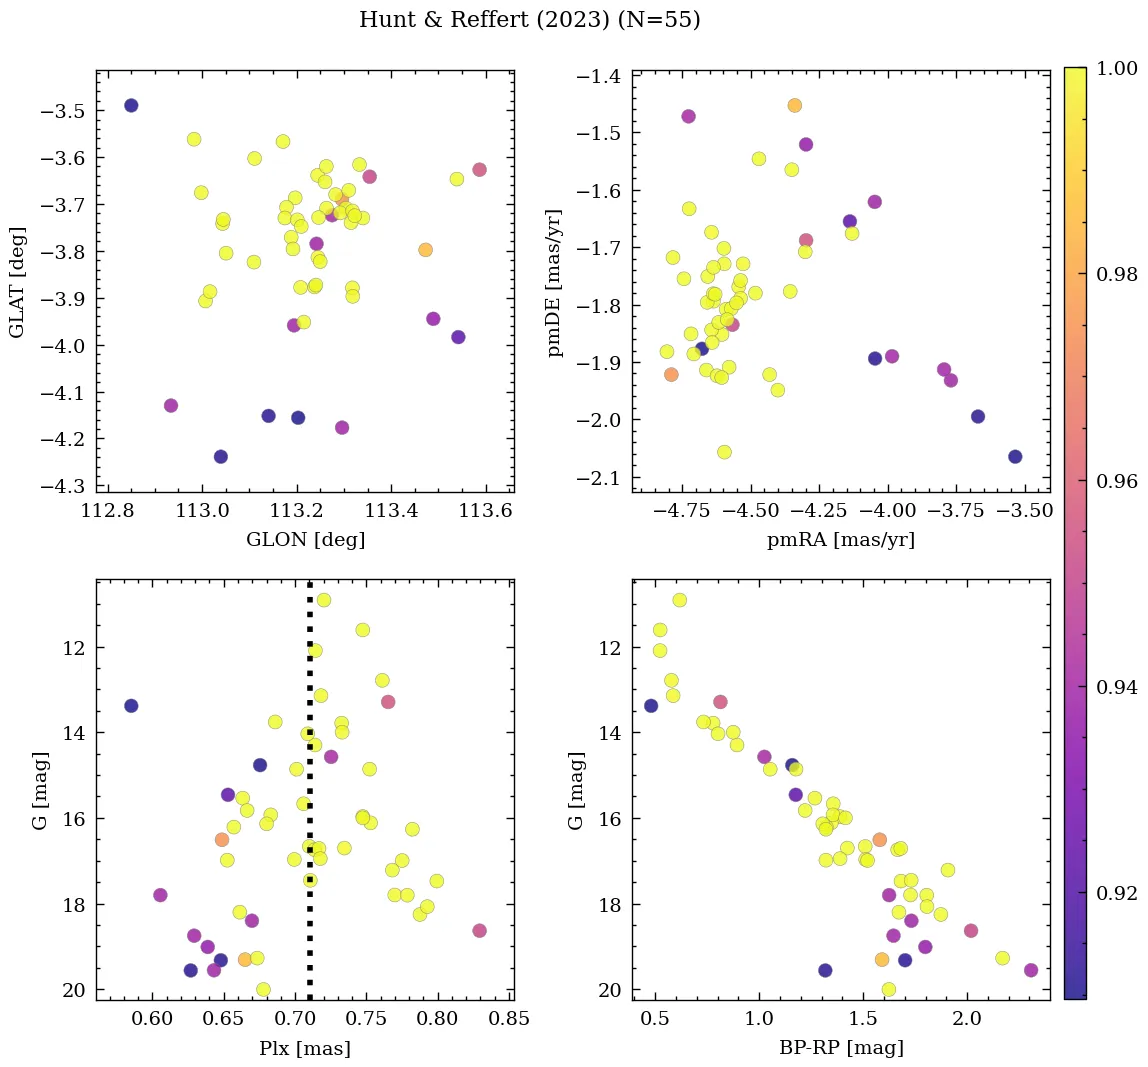 Hunt & Reffert (2023) (N=55)
−3.5
−3.6
−3.7
−3.8
−3.9
−4.0
−4.1
−4.2
−4.3
GLAT [deg]
112.8 113.0 113.2 113.4 113.6
GLON [deg]
−1.4
−1.5
−1.6
−1.7
−1.8
−1.9
−2.0
−2.1
pmDE [mas/yr]
−4.75 −4.50 −4.25 −4.00 −3.75 −3.50
pmRA [mas/yr]
12
14
16
18
20
G [mag]
0.60 0.65 0.70 0.75 0.80 0.85
Plx [mas]
12
14
16
18
20
G [mag]
0.5 1.0 1.5 2.0
BP-RP [mag]
1.00
0.98
0.96
0.94
0.92